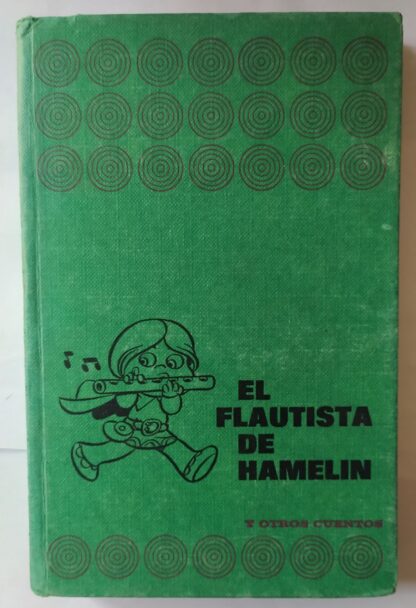 EL
FLAUTISTA
DE
HAMELIN
Y OTROS CUENTOS